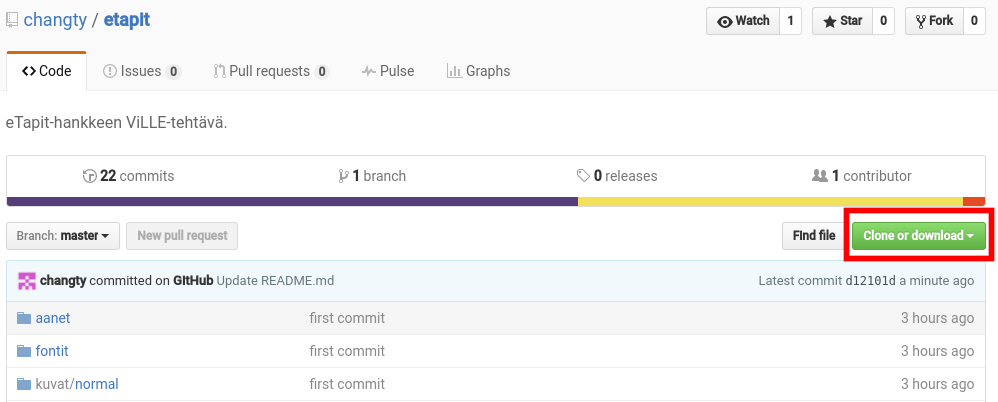 changty / etapit Watch 1 Star 0 Fork 0
Code Issues 0 Pull requests 0 Pulse Graphs
eTapit-hankkeen ViLLE-tehtävä.
22 commits 1 branch 0 releases 1 contributor
Branch: master New pull request Find file Clone or download
changty committed on GitHub Update README.md Latest commit d12101d a minute ago
aanet first commit 3 hours ago
fontit first commit 3 hours ago
kuvat/normal first commit 3 hours ago